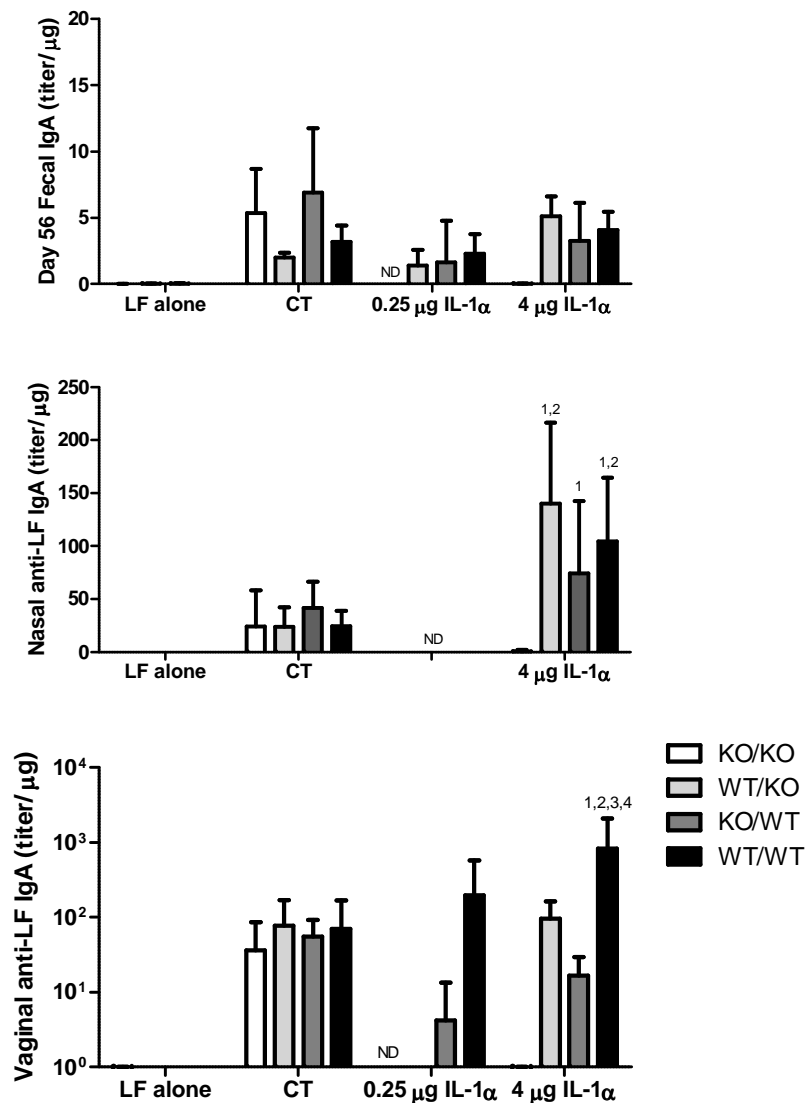 Day 56 Fecal IgA (titer/μg)
20
15
10
5
0
ND
LF alone CT 0.25 μg IL-1α 4 μg IL-1α
Nasal anti-LF IgA (titer/μg)
250
200
150
100
50
0
1,2
1
1,2
ND
LF alone CT 4 μg IL-1α
Vaginal anti-LF IgA (titer/μg)
10⁴
10³
10²
10¹
10⁰
ND
1,2,3,4
LF alone CT 0.25 μg IL-1α 4 μg IL-1α
KO/KO
WT/KO
KO/WT
WT/WT